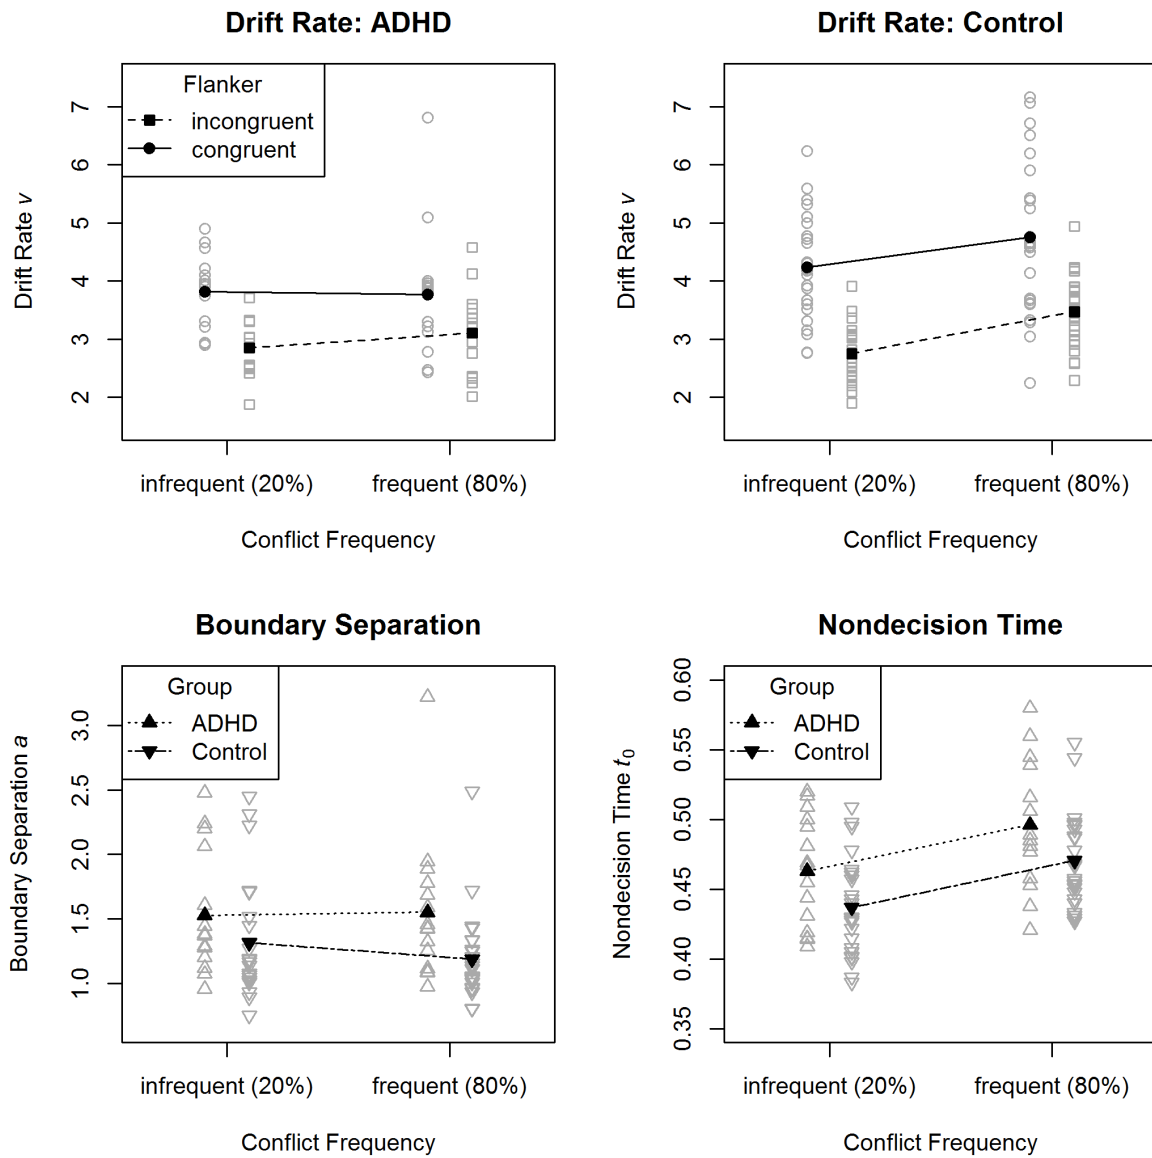 Drift Rate: ADHD
Drift Rate v
7
6
5
4
3
2
Flanker
incongruent
congruent
infrequent (20%)
frequent (80%)
Conflict Frequency
Drift Rate: Control
Drift Rate v
7
6
5
4
3
2
infrequent (20%)
frequent (80%)
Conflict Frequency
Boundary Separation
Boundary Separation a
3.0
2.5
2.0
1.5
1.0
Group
ADHD
Control
infrequent (20%)
frequent (80%)
Conflict Frequency
Nondecision Time
Nondecision Time t0
0.60
0.55
0.50
0.45
0.40
0.35
Group
ADHD
Control
infrequent (20%)
frequent (80%)
Conflict Frequency